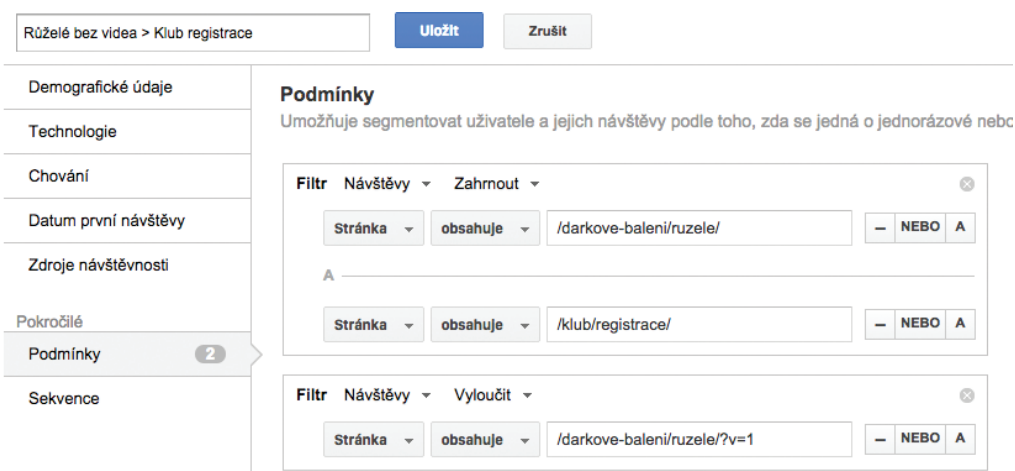 Růželé bez videa > Klub registrace
Uložit
Zrušit
Demografické údaje
Technologie
Chování
Datum první návštěvy
Zdroje návštěvnosti
Pokročilé
Podmínky 2
Sekvence
Podmínky
Umožňuje segmentovat uživatele a jejich návštěvy podle toho, zda se jedná o jednorázové nebo
Filtr Návštěvy Zahrnout
Stránka obsahuje /darkove-baleni/ruzele/ – NEBO A
A
Stránka obsahuje /klub/registrace/ – NEBO A
Filtr Návštěvy Vyloučit
Stránka obsahuje /darkove-baleni/ruzele/?v=1 – NEBO A